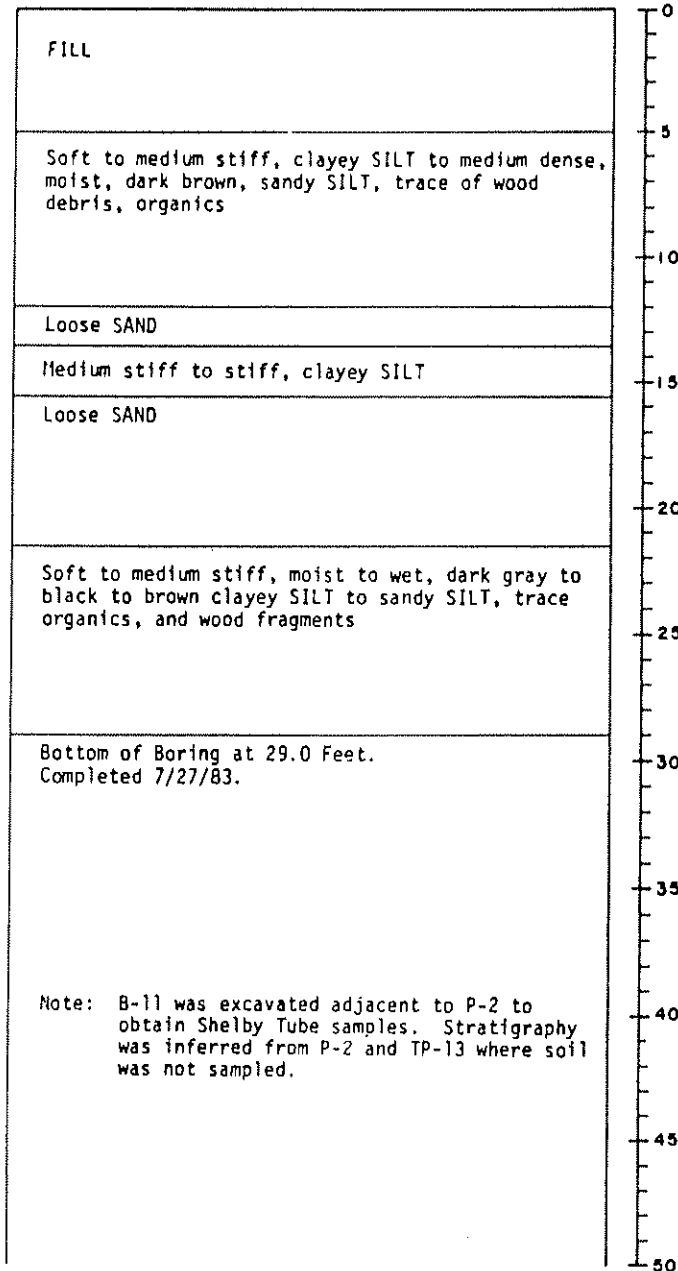 0
FILL
5
Soft to medium stiff, clayey SILT to medium dense,
moist, dark brown, sandy SILT, trace of wood
debris, organics
10
Loose SAND
Medium stiff to stiff, clayey SILT
15
Loose SAND
20
Soft to medium stiff, moist to wet, dark gray to
black to brown clayey SILT to sandy SILT, trace
organics, and wood fragments
25
Bottom of Boring at 29.0 Feet.
30
Completed 7/27/83.
35
Note: B-11 was excavated adjacent to P-2 to
40
obtain Shelby Tube samples. Stratigraphy
was inferred from P-2 and TP-13 where soil
was not sampled.
45
50